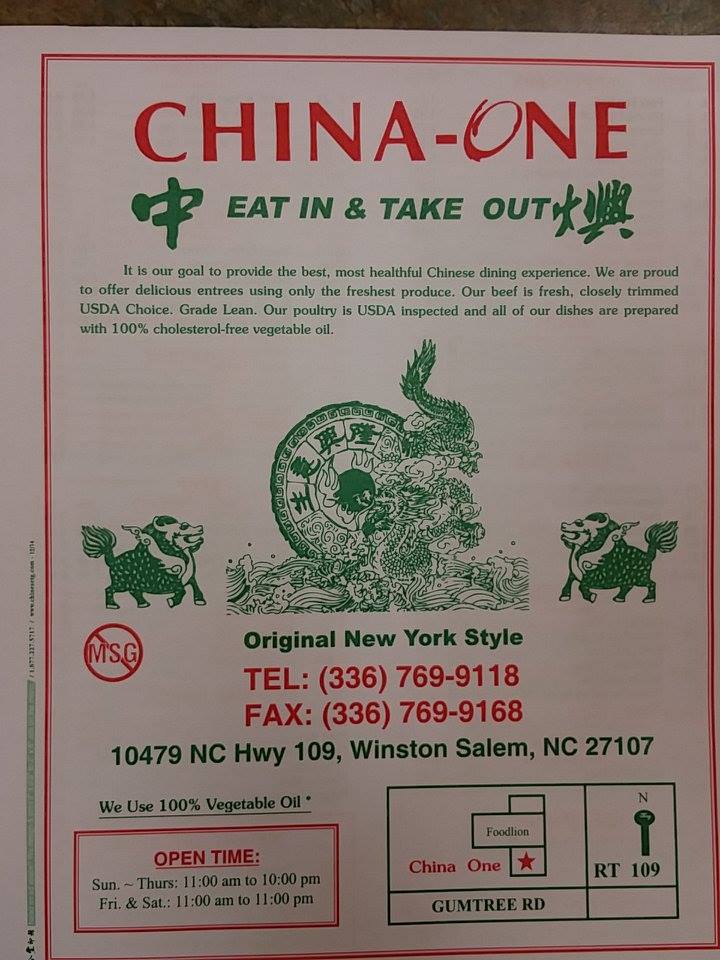 CHINA-ONE
中 EAT IN & TAKE OUT
It is our goal to provide the best, most healthful Chinese dining experience. We are proud
to offer delicious entrees using only the freshest produce. Our beef is fresh, closely trimmed
USDA Choice. Grade Lean. Our poultry is USDA inspected and all of our dishes are prepared
with 100% cholesterol-free vegetable oil.
興隆
MSG
Original New York Style
TEL: (336) 769-9118
FAX: (336) 769-9168
10479 NC Hwy 109, Winston Salem, NC 27107
We Use 100% Vegetable Oil *
OPEN TIME:
Sun. ~ Thurs: 11:00 am to 10:00 pm
Fri. & Sat.: 11:00 am to 11:00 pm
Foodlion
China One
GUMTREE RD
N
RT 109